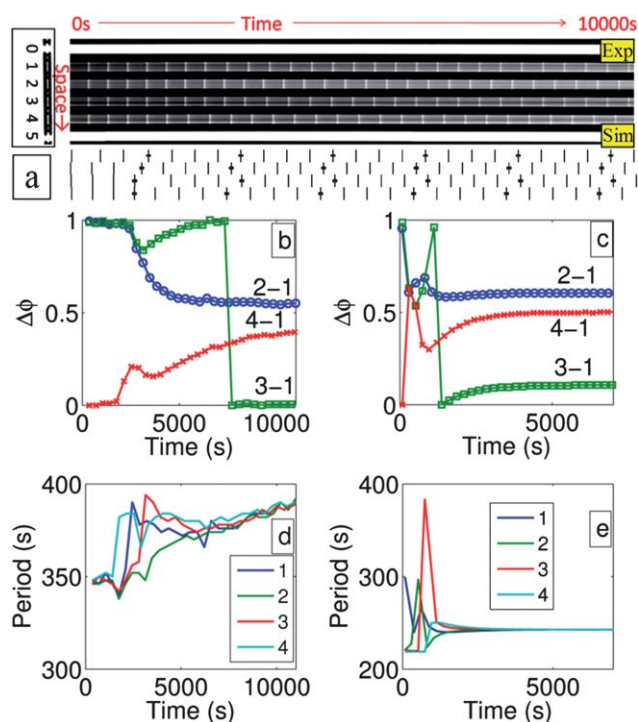 0s Time 10000s
Exp
0
1
2
3
4
5
Space
Sim
a
b
1
0.5
0
Δϕ
2-1
4-1
3-1
0 5000 10000
Time (s)
c
1
0.5
0
Δϕ
2-1
4-1
3-1
0 5000
Time (s)
d
400
350
300
Period (s)
1
2
3
4
0 5000 10000
Time (s)
e
400
300
200
Period (s)
1
2
3
4
0 5000
Time (s)